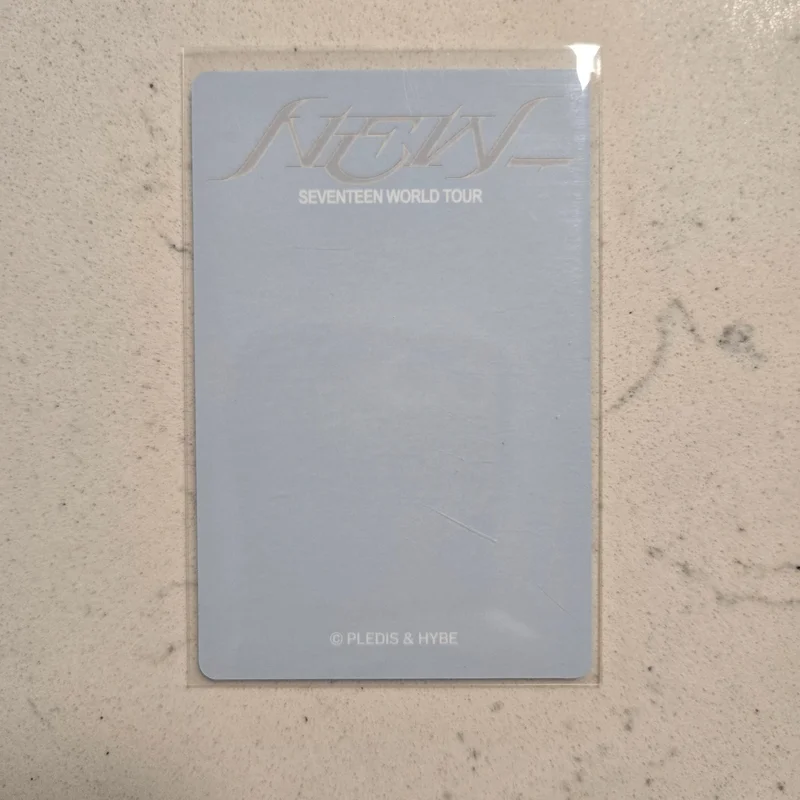 NEW_
SEVENTEEN WORLD TOUR
© PLEDIS & HYBE